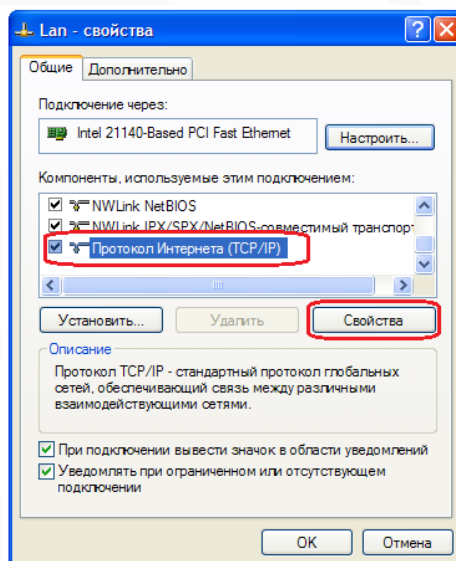 Lan - свойства
Общие Дополнительно
Подключение через:
Intel 21140-Based PCI Fast Ethernet
Настроить...
Компоненты, используемые этим подключением:
NWLink NetBIOS
NWLink IPX/SPX/NetBIOS-совместимый транспорт
Протокол Интернета (TCP/IP)
Установить... Удалить Свойства
Описание
Протокол TCP/IP - стандартный протокол глобальных
сетей, обеспечивающий связь между различными
взаимодействующими сетями.
При подключении вывести значок в области уведомлений
Уведомлять при ограниченном или отсутствующем
подключении
OK Отмена